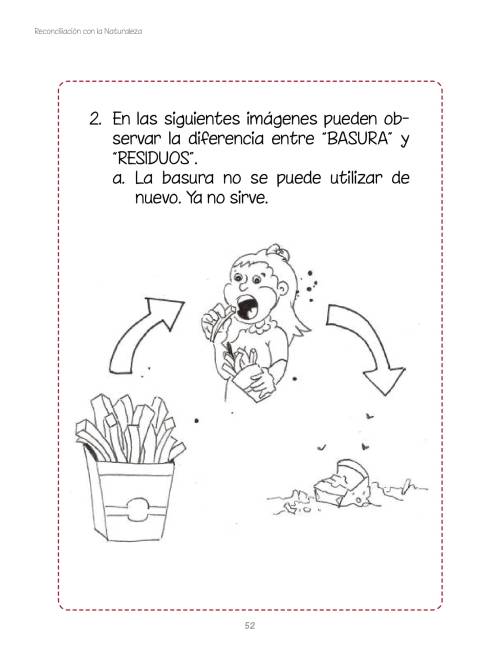 Reconciliación con la Naturaleza
2. En las siguientes imágenes pueden ob-
servar la diferencia entre "BASURA" y
"RESIDUOS".
a. La basura no se puede utilizar de
nuevo. Ya no sirve.
52